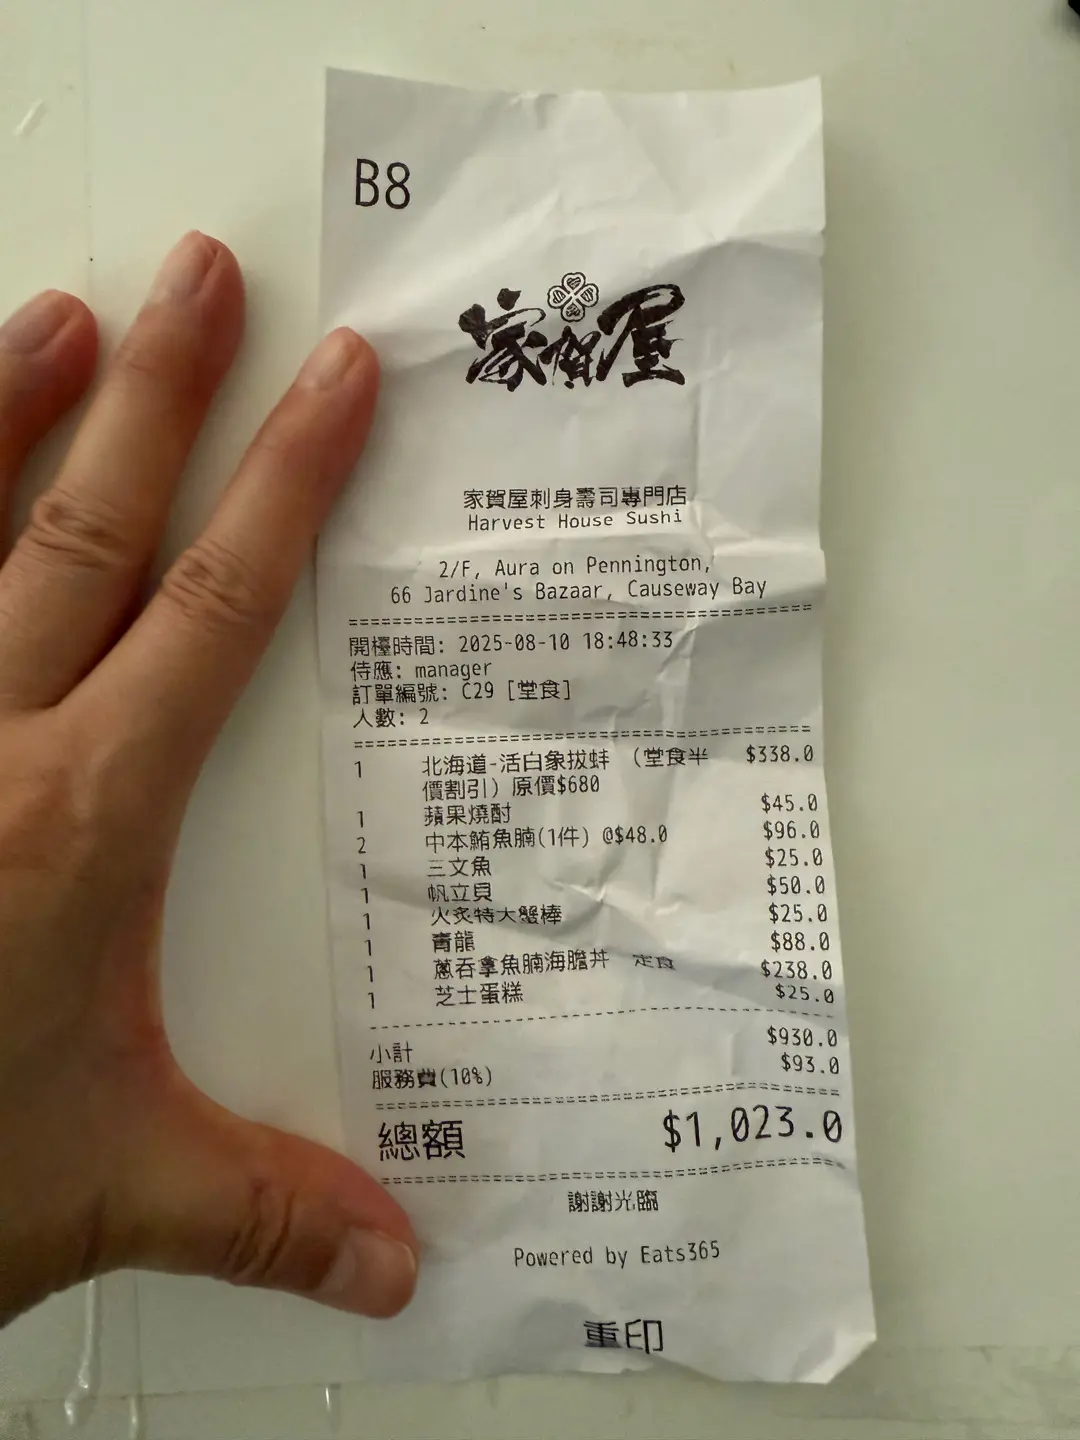 B8
家賀屋
家賀屋刺身壽司專門店
Harvest House Sushi
2/F, Aura on Pennington,
66 Jardine's Bazaar, Causeway Bay
開檯時間: 2025-08-10 18:48:33
侍應: manager
訂單編號: C29 [堂食]
人數: 2
1 北海道-活白象拔蚌 (堂食半 $338.0
價割引) 原價$680
1 蘋果燒酎 $45.0
2 中本鮪魚腩(1件) @$48.0 $96.0
1 三文魚 $25.0
1 帆立貝 $50.0
1 火炙特大蟹棒 $25.0
1 青龍 $88.0
1 蔥吞拿魚腩海膽丼 定食 $238.0
1 芝士蛋糕 $25.0
小計 $930.0
服務費(10%) $93.0
總額 $1,023.0
謝謝光臨
Powered by Eats365
重印